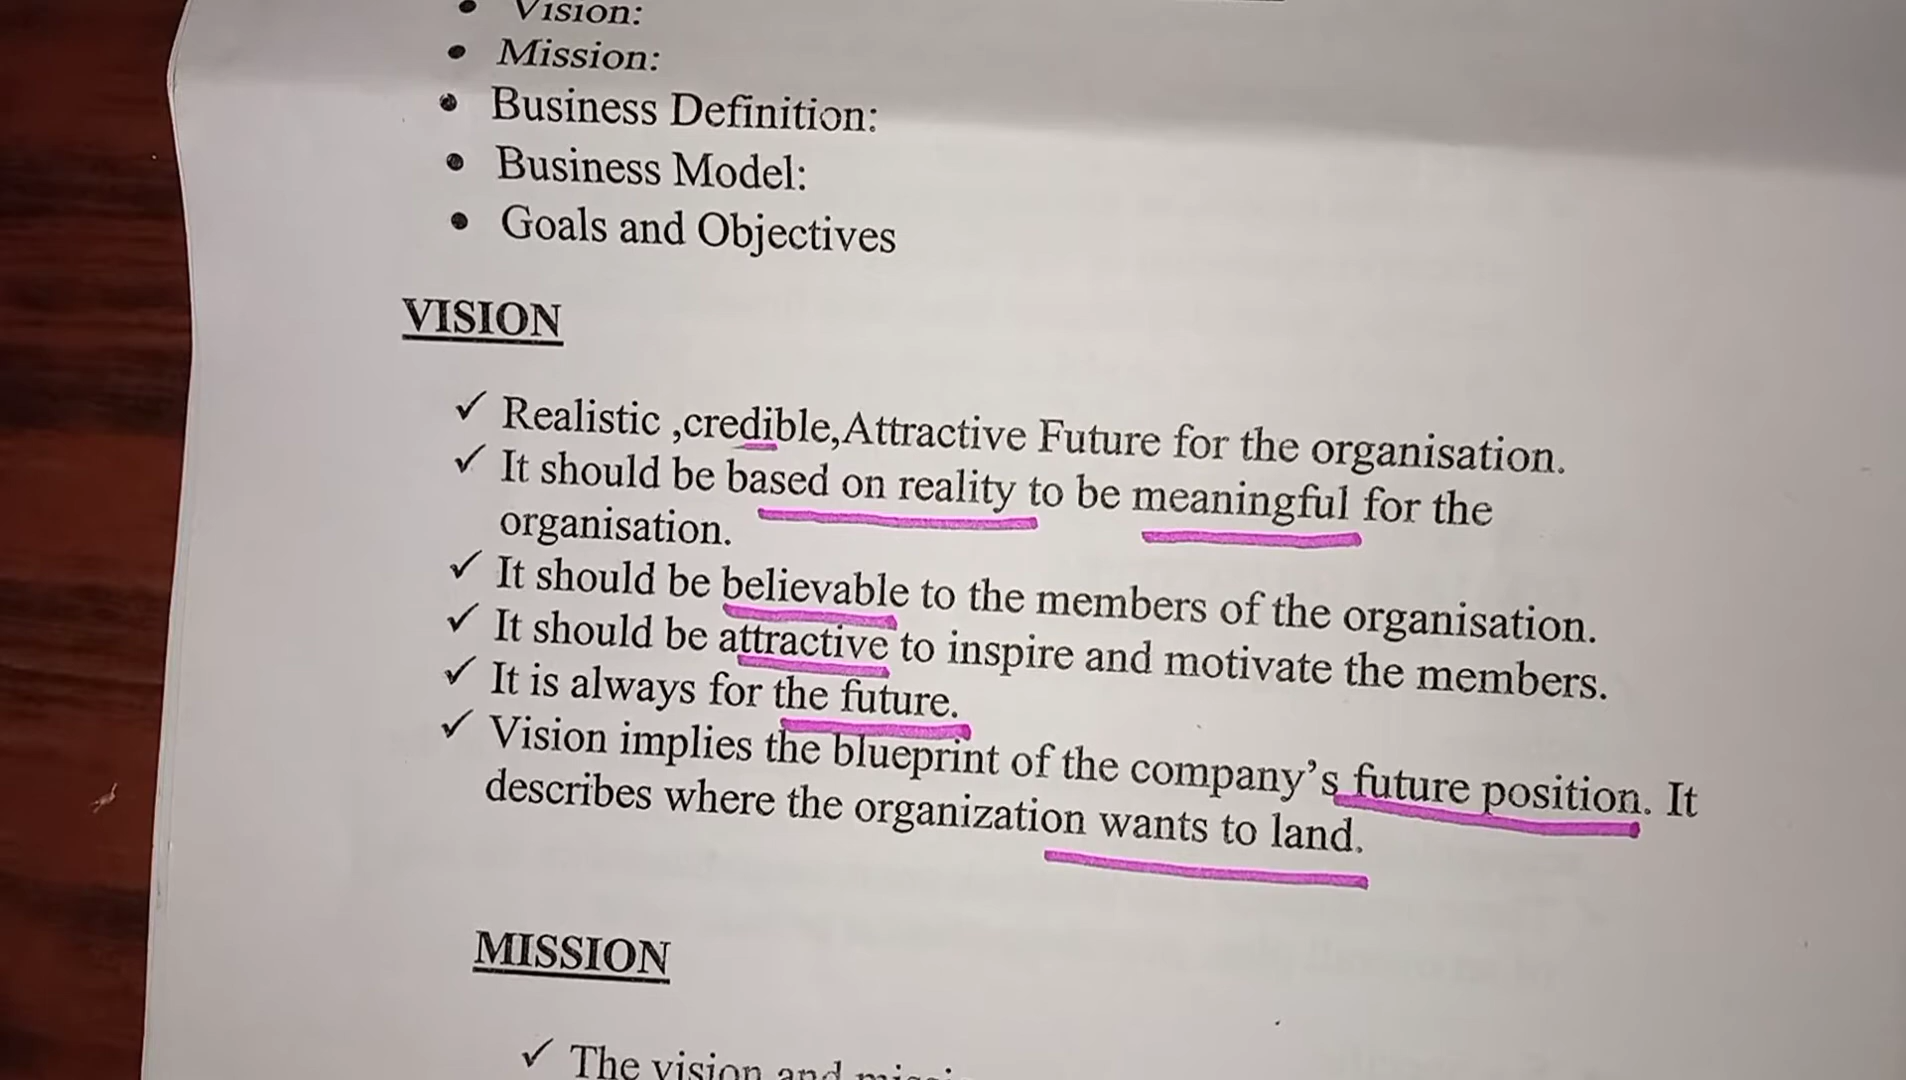 • Vision:
• Mission:
• Business Definition:
• Business Model:
• Goals and Objectives
VISION
✓ Realistic ,credible,Attractive Future for the organisation.
✓ It should be based on reality to be meaningful for the
organisation.
✓ It should be believable to the members of the organisation.
✓ It should be attractive to inspire and motivate the members.
✓ It is always for the future.
✓ Vision implies the blueprint of the company’s future position. It
describes where the organization wants to land.
MISSION
✓ The vision and